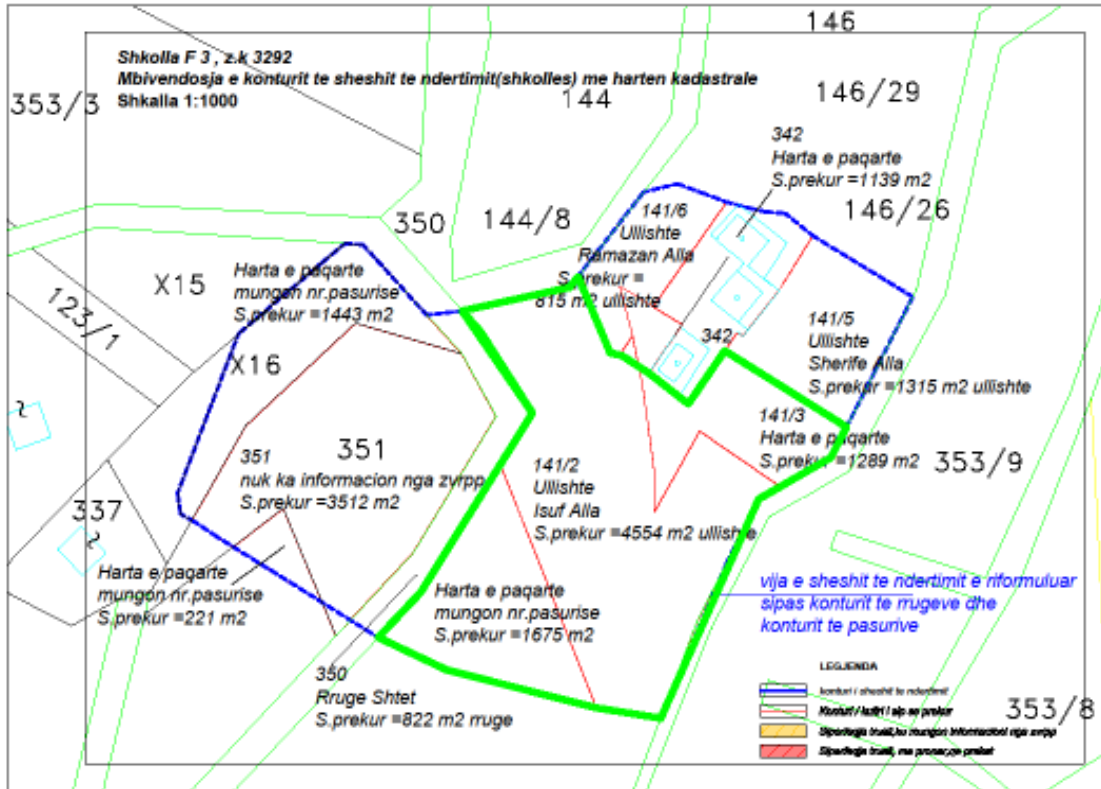 146
Shkolla F 3 , z.k 3292
Mbivendosja e konturit te sheshit te ndertimit(shkolles) me harten kadastrale
Shkalla 1:1000
353/3
144
146/29
342
Harta e paqarte
S.prekur =1139 m2
350
144/8
141/6
Ullishte
Ramazan Alla
S.prekur =
815 m2 ullishte
146/26
X15
Harta e paqarte
mungon nr.pasurise
S.prekur =1443 m2
123/1
X16
342
141/5
Ullishte
Sherife Alla
S.prekur =1315 m2 ullishte
141/3
Harta e paqarte
S.prekur =1289 m2
353/9
351
351
nuk ka informacion nga zvrpp
S.prekur =3512 m2
141/2
Ullishte
Isuf Alla
S.prekur =4554 m2 ullishte
337
Harta e paqarte
mungon nr.pasurise
S.prekur =221 m2
Harta e paqarte
mungon nr.pasurise
S.prekur =1675 m2
vija e sheshit te ndertimit e riformuluar
sipas konturit te rrugeve dhe
konturit te pasurive
350
Rruge Shtet
S.prekur =822 m2 rruge
LEGJENDA
konturi i sheshit te ndertimit
353/8